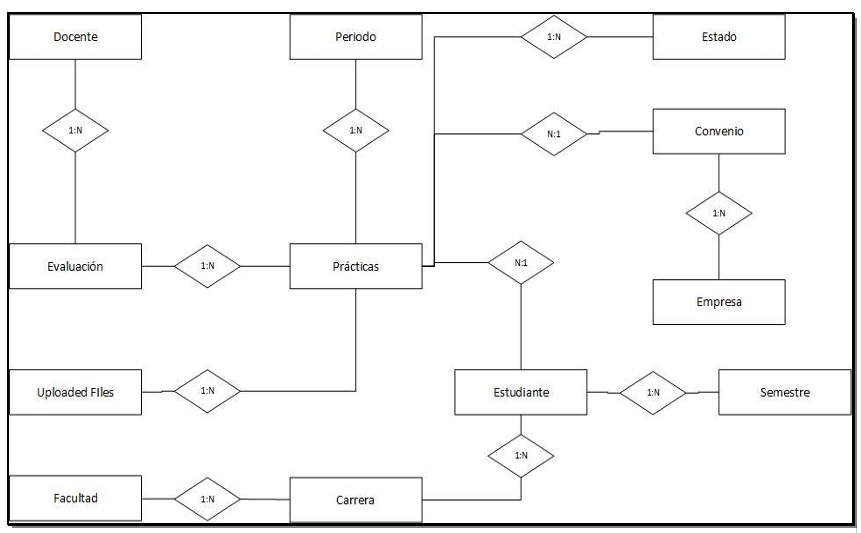 Docente
Periodo
1:N
Estado
1:N
1:N
N:1
Convenio
1:N
Evaluación
1:N
Prácticas
N:1
Empresa
Uploaded FIles
1:N
Estudiante
1:N
Semestre
1:N
Facultad
1:N
Carrera